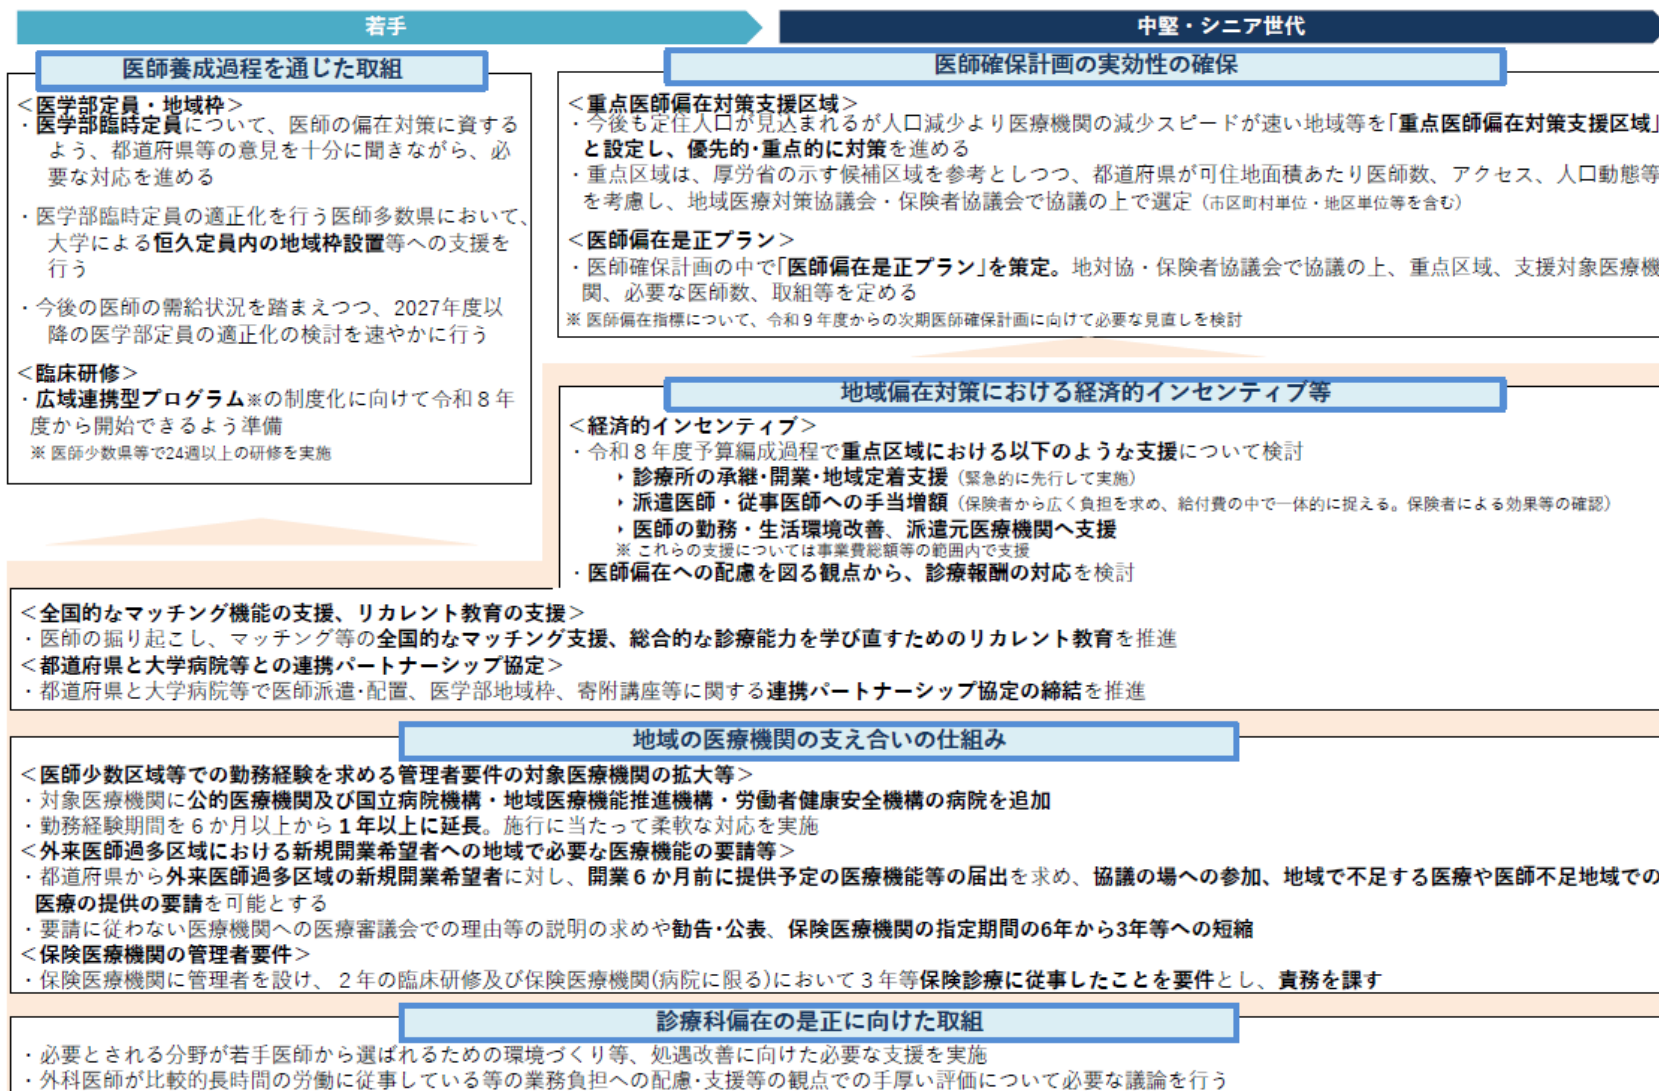 若手
中堅・シニア世代
医師養成過程を通じた取組
＜医学部定員・地域枠＞
・医学部臨時定員について、医師の偏在対策に資する
よう、都道府県等の意見を十分に聞きながら、必
要な対応を進める
・医学部臨時定員の適正化を行う医師多数県において、
大学による恒久定員内の地域枠設置等への支援を
行う
・今後の医師の需給状況を踏まえつつ、2027年度以
降の医学部定員の適正化の検討を速やかに行う
＜臨床研修＞
・広域連携型プログラム※の制度化に向けて令和８年
度から開始できるよう準備
※ 医師少数県等で24週以上の研修を実施
医師確保計画の実効性の確保
＜重点医師偏在対策支援区域＞
・今後も定住人口が見込まれるが人口減少より医療機関の減少スピードが速い地域等を「重点医師偏在対策支援区域」
と設定し、優先的・重点的に対策を進める
・重点区域は、厚労省の示す候補区域を参考としつつ、都道府県が可住地面積あたり医師数、アクセス、人口動態等
を考慮し、地域医療対策協議会・保険者協議会で協議の上で選定（市区町村単位・地区単位等を含む）
＜医師偏在是正プラン＞
・医師確保計画の中で「医師偏在是正プラン」を策定。地対協・保険者協議会で協議の上、重点区域、支援対象医療機
関、必要な医師数、取組等を定める
※ 医師偏在指標について、令和９年度からの次期医師確保計画に向けて必要な見直しを検討
地域偏在対策における経済的インセンティブ等
＜経済的インセンティブ＞
・令和８年度予算編成過程で重点区域における以下のような支援について検討
‣ 診療所の承継・開業・地域定着支援（緊急的に先行して実施）
‣ 派遣医師・従事医師への手当増額（保険者から広く負担を求め、給付費の中で一体的に捉える。保険者による効果等の確認）
‣ 医師の勤務・生活環境改善、派遣元医療機関へ支援
※ これらの支援については事業費総額等の範囲内で支援
・医師偏在への配慮を図る観点から、診療報酬の対応を検討
＜全国的なマッチング機能の支援、リカレント教育の支援＞
・医師の掘り起こし、マッチング等の全国的なマッチング支援、総合的な診療能力を学び直すためのリカレント教育を推進
＜都道府県と大学病院等との連携パートナーシップ協定＞
・都道府県と大学病院等で医師派遣・配置、医学部地域枠、寄附講座等に関する連携パートナーシップ協定の締結を推進
地域の医療機関の支え合いの仕組み
＜医師少数区域等での勤務経験を求める管理者要件の対象医療機関の拡大等＞
・対象医療機関に公的医療機関及び国立病院機構・地域医療機能推進機構・労働者健康安全機構の病院を追加
・勤務経験期間を６か月以上から１年以上に延長。施行に当たって柔軟な対応を実施
＜外来医師過多区域における新規開業希望者への地域で必要な医療機能の要請等＞
・都道府県から外来医師過多区域の新規開業希望者に対し、開業６か月前に提供予定の医療機能等の届出を求め、協議の場への参加、地域で不足する医療や医師不足地域での
医療の提供の要請を可能とする
・要請に従わない医療機関への医療審議会での理由等の説明の求めや勧告・公表、保険医療機関の指定期間の6年から3年等への短縮
＜保険医療機関の管理者要件＞
・保険医療機関に管理者を設け、２年の臨床研修及び保険医療機関(病院に限る)において３年等保険診療に従事したことを要件とし、責務を課す
診療科偏在の是正に向けた取組
・必要とされる分野が若手医師から選ばれるための環境づくり等、処遇改善に向けた必要な支援を実施
・外科医師が比較的長時間の労働に従事している等の業務負担への配慮・支援等の観点での手厚い評価について必要な議論を行う